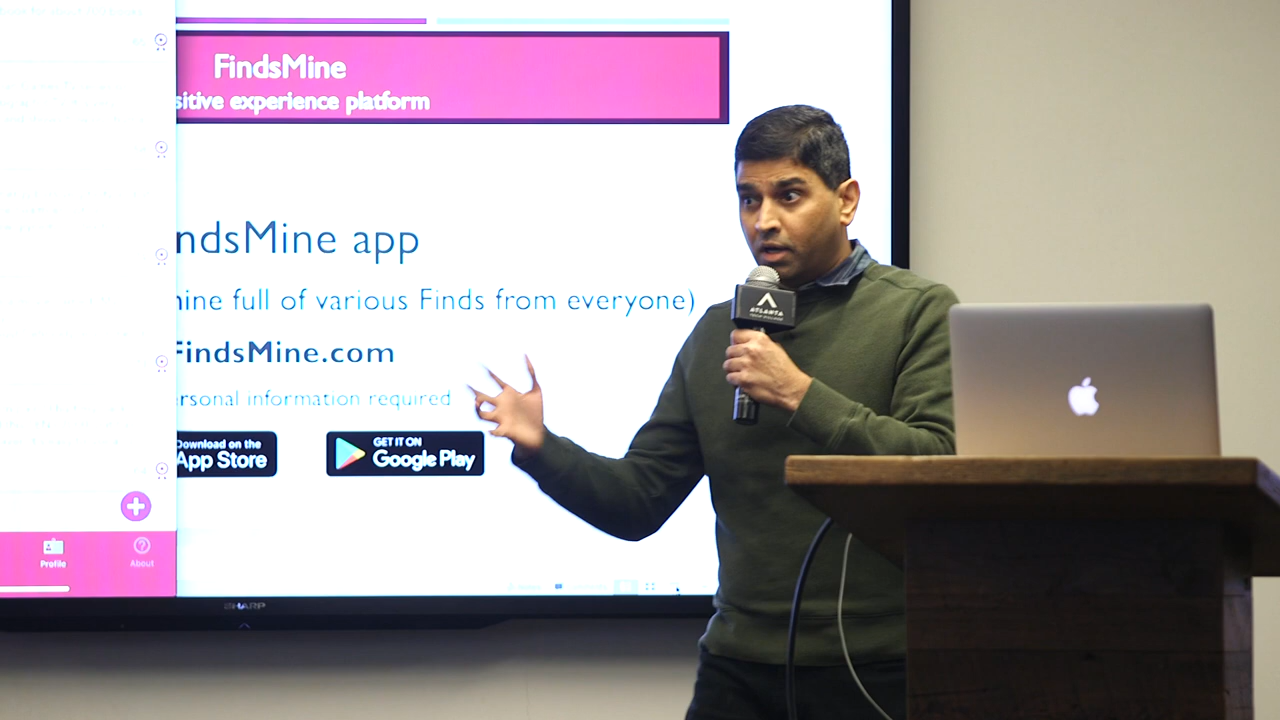 FindsMine
sitive experience platform
ndsMine app
nine full of various Finds from everyone)
FindsMine.com
ersonal information required
Download on the
App Store
GET IT ON
Google Play
ATLANTA
Profile
About
SHARP